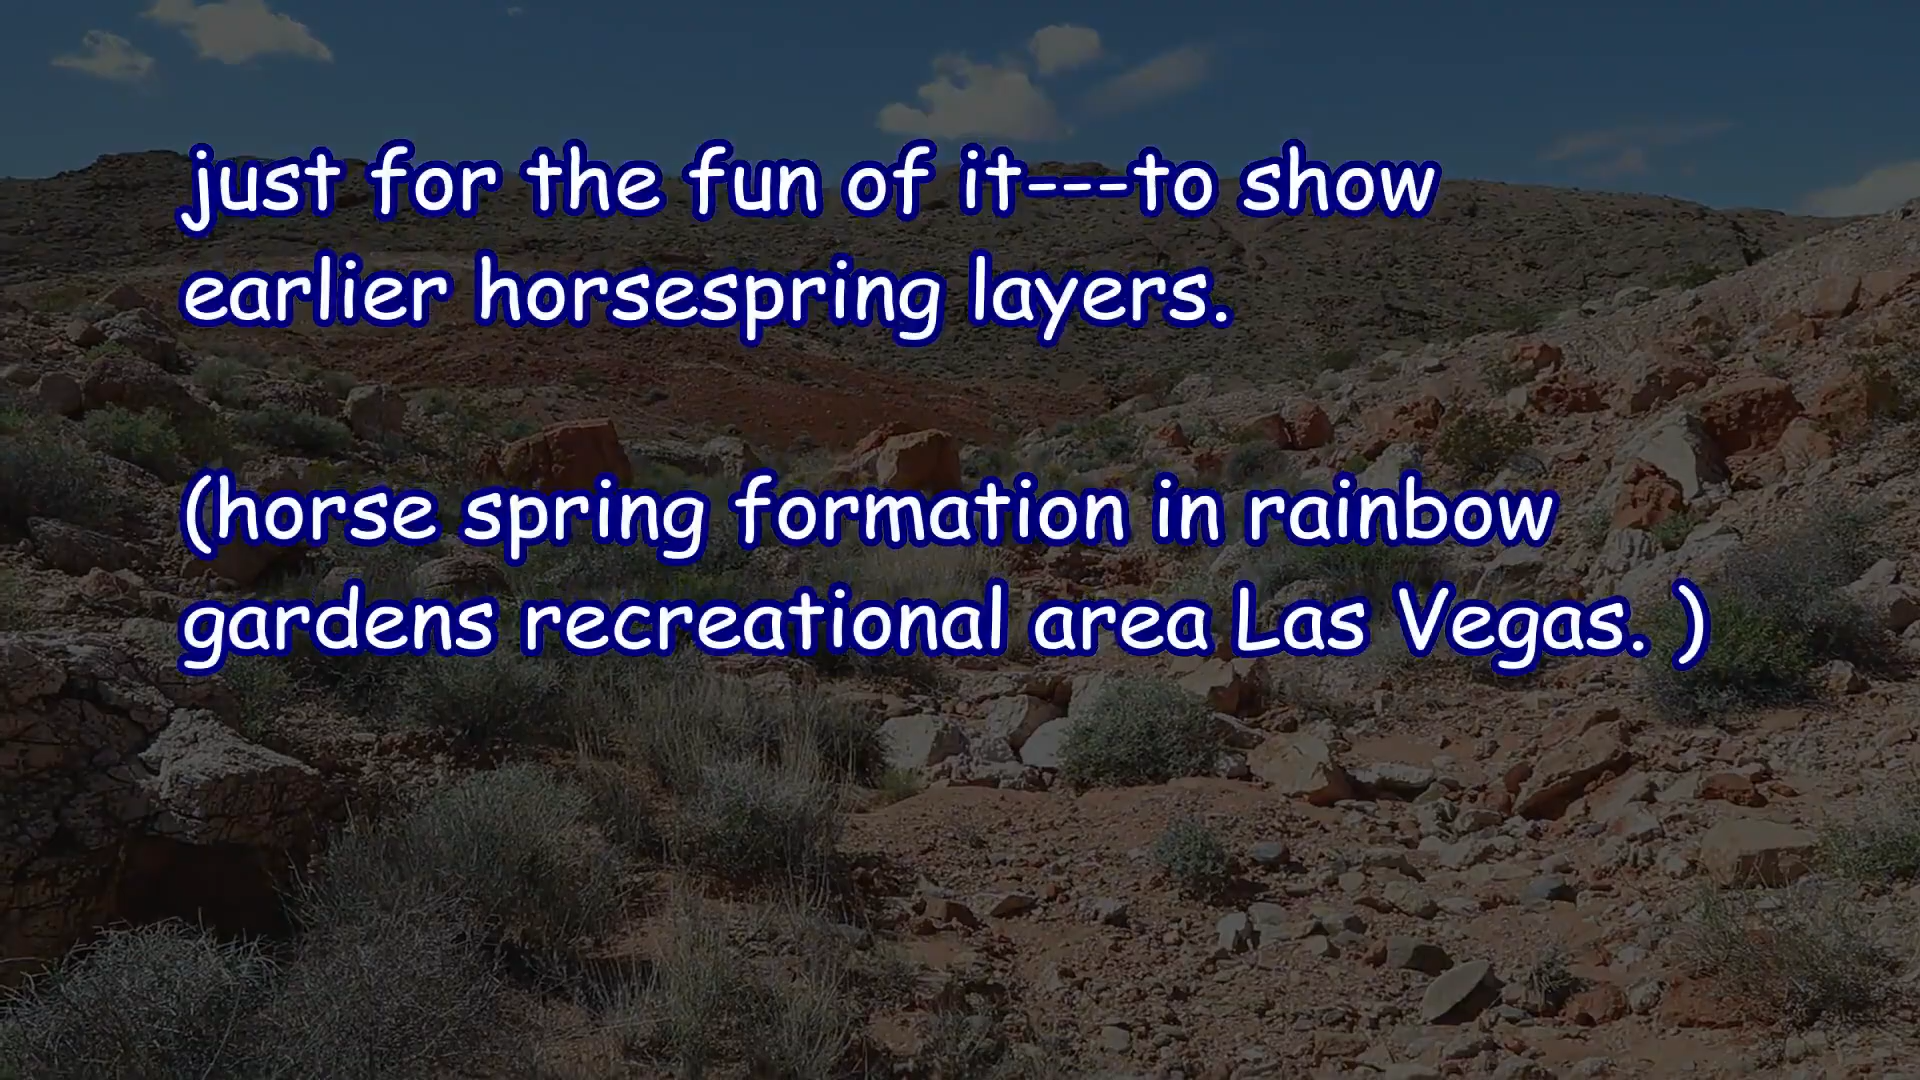 just for the fun of it---to show
earlier horsespring layers.
(horse spring formation in rainbow
gardens recreational area Las Vegas. )